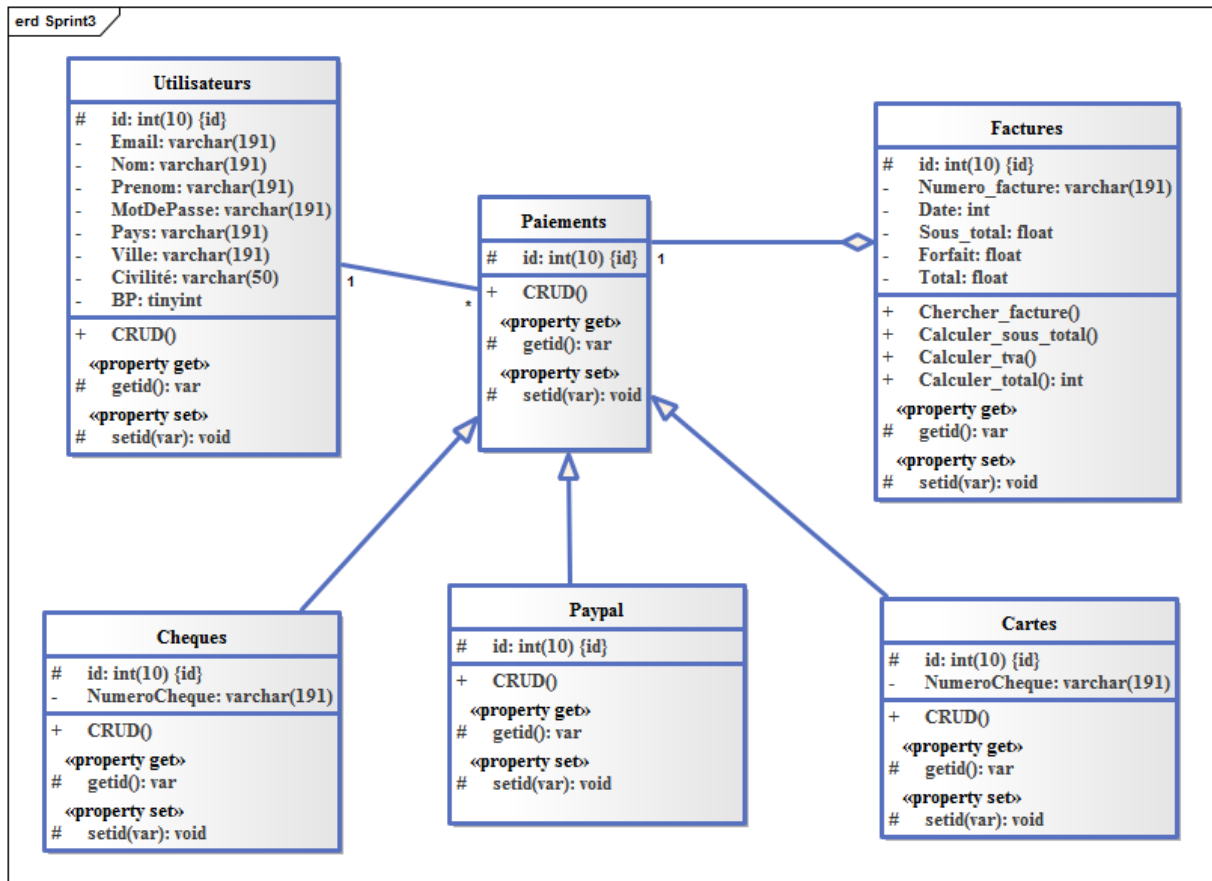 erd Sprint3
Utilisateurs
# id: int(10) {id}
- Email: varchar(191)
- Nom: varchar(191)
- Prenom: varchar(191)
- MotDePasse: varchar(191)
- Pays: varchar(191)
- Ville: varchar(191)
- Civilité: varchar(50)
- BP: tinyint
+ CRUD()
«property get»
# getid(): var
«property set»
# setid(var): void
1
*
Paiements
# id: int(10) {id}
+ CRUD()
«property get»
# getid(): var
«property set»
# setid(var): void
1
Factures
# id: int(10) {id}
- Numero_facture: varchar(191)
- Date: int
- Sous_total: float
- Forfait: float
- Total: float
+ Chercher_facture()
+ Calculer_sous_total()
+ Calculer_tva()
+ Calculer_total(): int
«property get»
# getid(): var
«property set»
# setid(var): void
Cheques
# id: int(10) {id}
- NumeroCheque: varchar(191)
+ CRUD()
«property get»
# getid(): var
«property set»
# setid(var): void
Paypal
# id: int(10) {id}
+ CRUD()
«property get»
# getid(): var
«property set»
# setid(var): void
Cartes
# id: int(10) {id}
- NumeroCheque: varchar(191)
+ CRUD()
«property get»
# getid(): var
«property set»
# setid(var): void